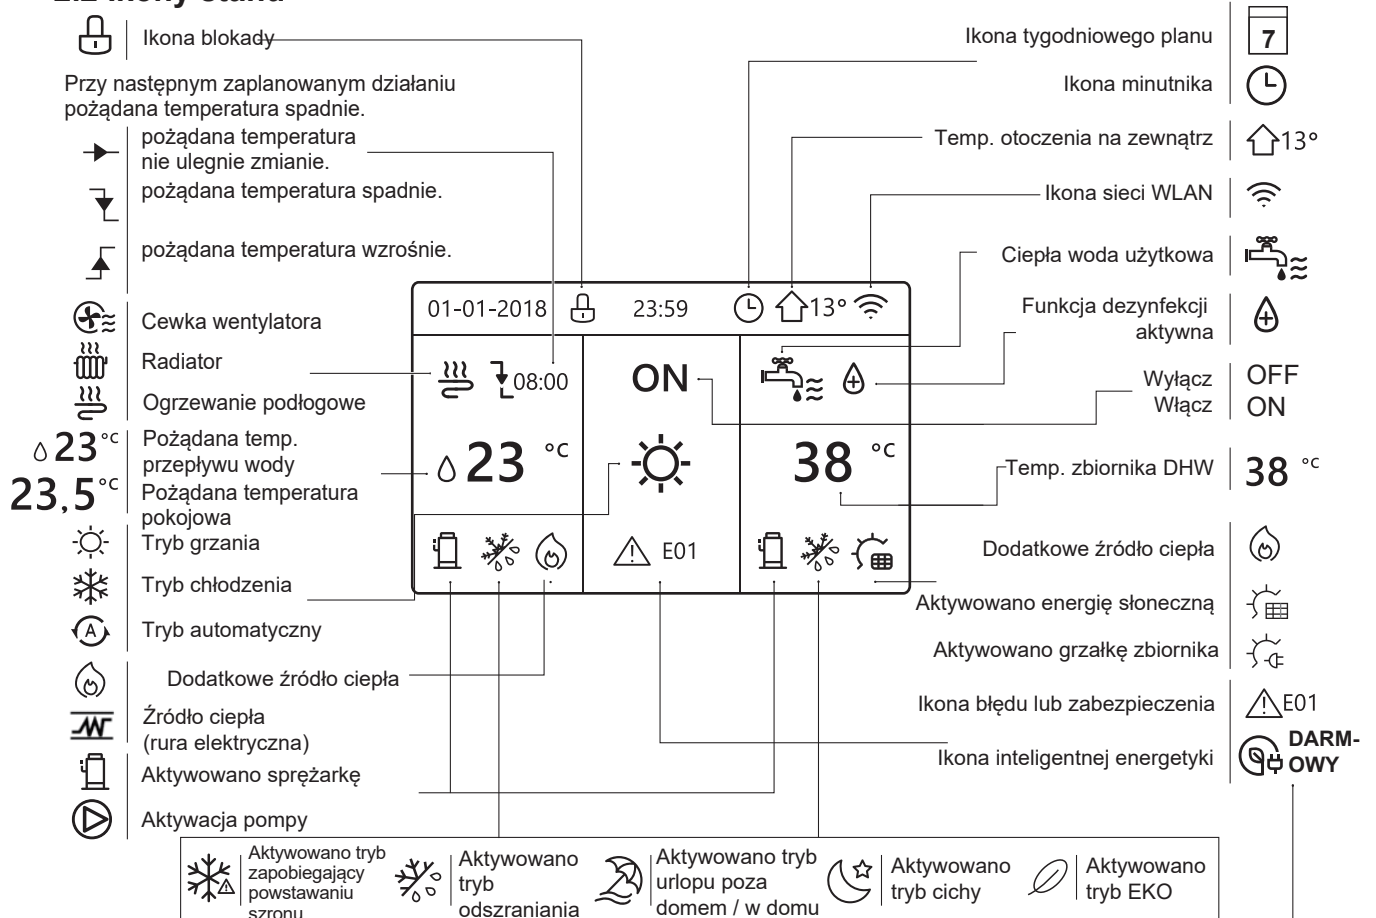 2.2 Ikony stanu
Ikona blokady
Przy następnym zaplanowanym działaniu
pożądana temperatura spadnie.
pożądana temperatura
nie ulegnie zmianie.
pożądana temperatura spadnie.
pożądana temperatura wzrośnie.
Cewka wentylatora
Radiator
Ogrzewanie podłogowe
23 °C
Pożądana temp.
przepływu wody
23,5 °C
Pożądana temperatura
pokojowa
Tryb grzania
Tryb chłodzenia
A
Tryb automatyczny
Dodatkowe źródło ciepła
Źródło ciepła
(rura elektryczna)
Aktywowano sprężarkę
Aktywacja pompy
01-01-2018
23:59
13°
08:00
ON
23 °C
38 °C
E01
Ikona tygodniowego planu
7
Ikona minutnika
Temp. otoczenia na zewnątrz
13°
Ikona sieci WLAN
Ciepła woda użytkowa
Funkcja dezynfekcji
aktywna
Wyłącz
OFF
Włącz
ON
Temp. zbiornika DHW
38 °C
Dodatkowe źródło ciepła
Aktywowano energię słoneczną
Aktywowano grzałkę zbiornika
Ikona błędu lub zabezpieczenia
E01
Ikona inteligentnej energetyki
DARM-
OWY
Aktywowano tryb
zapobiegający
powstawaniu
szronu
Aktywowano
tryb
odszraniania
Aktywowano tryb
urlopu poza
domem / w domu
Aktywowano
tryb cichy
Aktywowano
tryb EKO